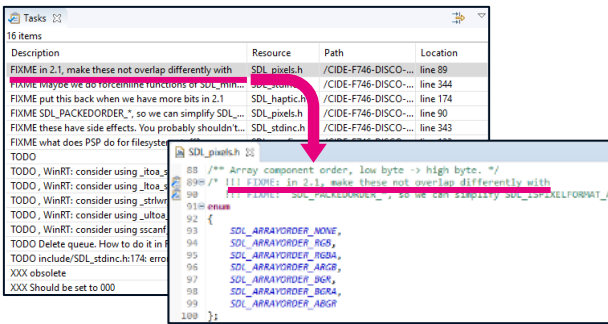 Tasks
16 items
Description Resource Path Location
FIXME in 2.1, make these not overlap differently with SDL_pixels.h /CIDE-F746-DISCO-... line 89
FIXME Maybe we do forceinline functions of SDL_min... SDL_stdinc.h /CIDE-F746-DISCO-... line 344
FIXME put this back when we have more bits in 2.1 SDL_haptic.h /CIDE-F746-DISCO-... line 174
FIXME SDL_PACKEDORDER_*, so we can simplify SDL_... SDL_pixels.h /CIDE-F746-DISCO-... line 90
FIXME these have side effects. You probably shouldn't... SDL_stdinc.h /CIDE-F746-DISCO-... line 343
FIXME what does PSP do for filesystem
TODO
TODO , WinRT: consider using _itoa_s
TODO , WinRT: consider using _ltoa_s
TODO , WinRT: consider using _strlwr
TODO , WinRT: consider using _ultoa_
TODO , WinRT: consider using sscanf_
TODO Delete queue. How to do it in F
TODO include/SDL_stdinc.h:174: error
XXX obsolete
XXX Should be set to 000
SDL_pixels.h
88 /** Array component order, low byte -> high byte. */
89 /* !!! FIXME: in 2.1, make these not overlap differently with
90 !!! FIXME: SDL_PACKEDORDER_*, so we can simplify SDL_ISPIXELFORMAT_A
91 enum
92 {
93 SDL_ARRAYORDER_NONE,
94 SDL_ARRAYORDER_RGB,
95 SDL_ARRAYORDER_RGBA,
96 SDL_ARRAYORDER_ARGB,
97 SDL_ARRAYORDER_BGR,
98 SDL_ARRAYORDER_BGRA,
99 SDL_ARRAYORDER_ABGR
100 };